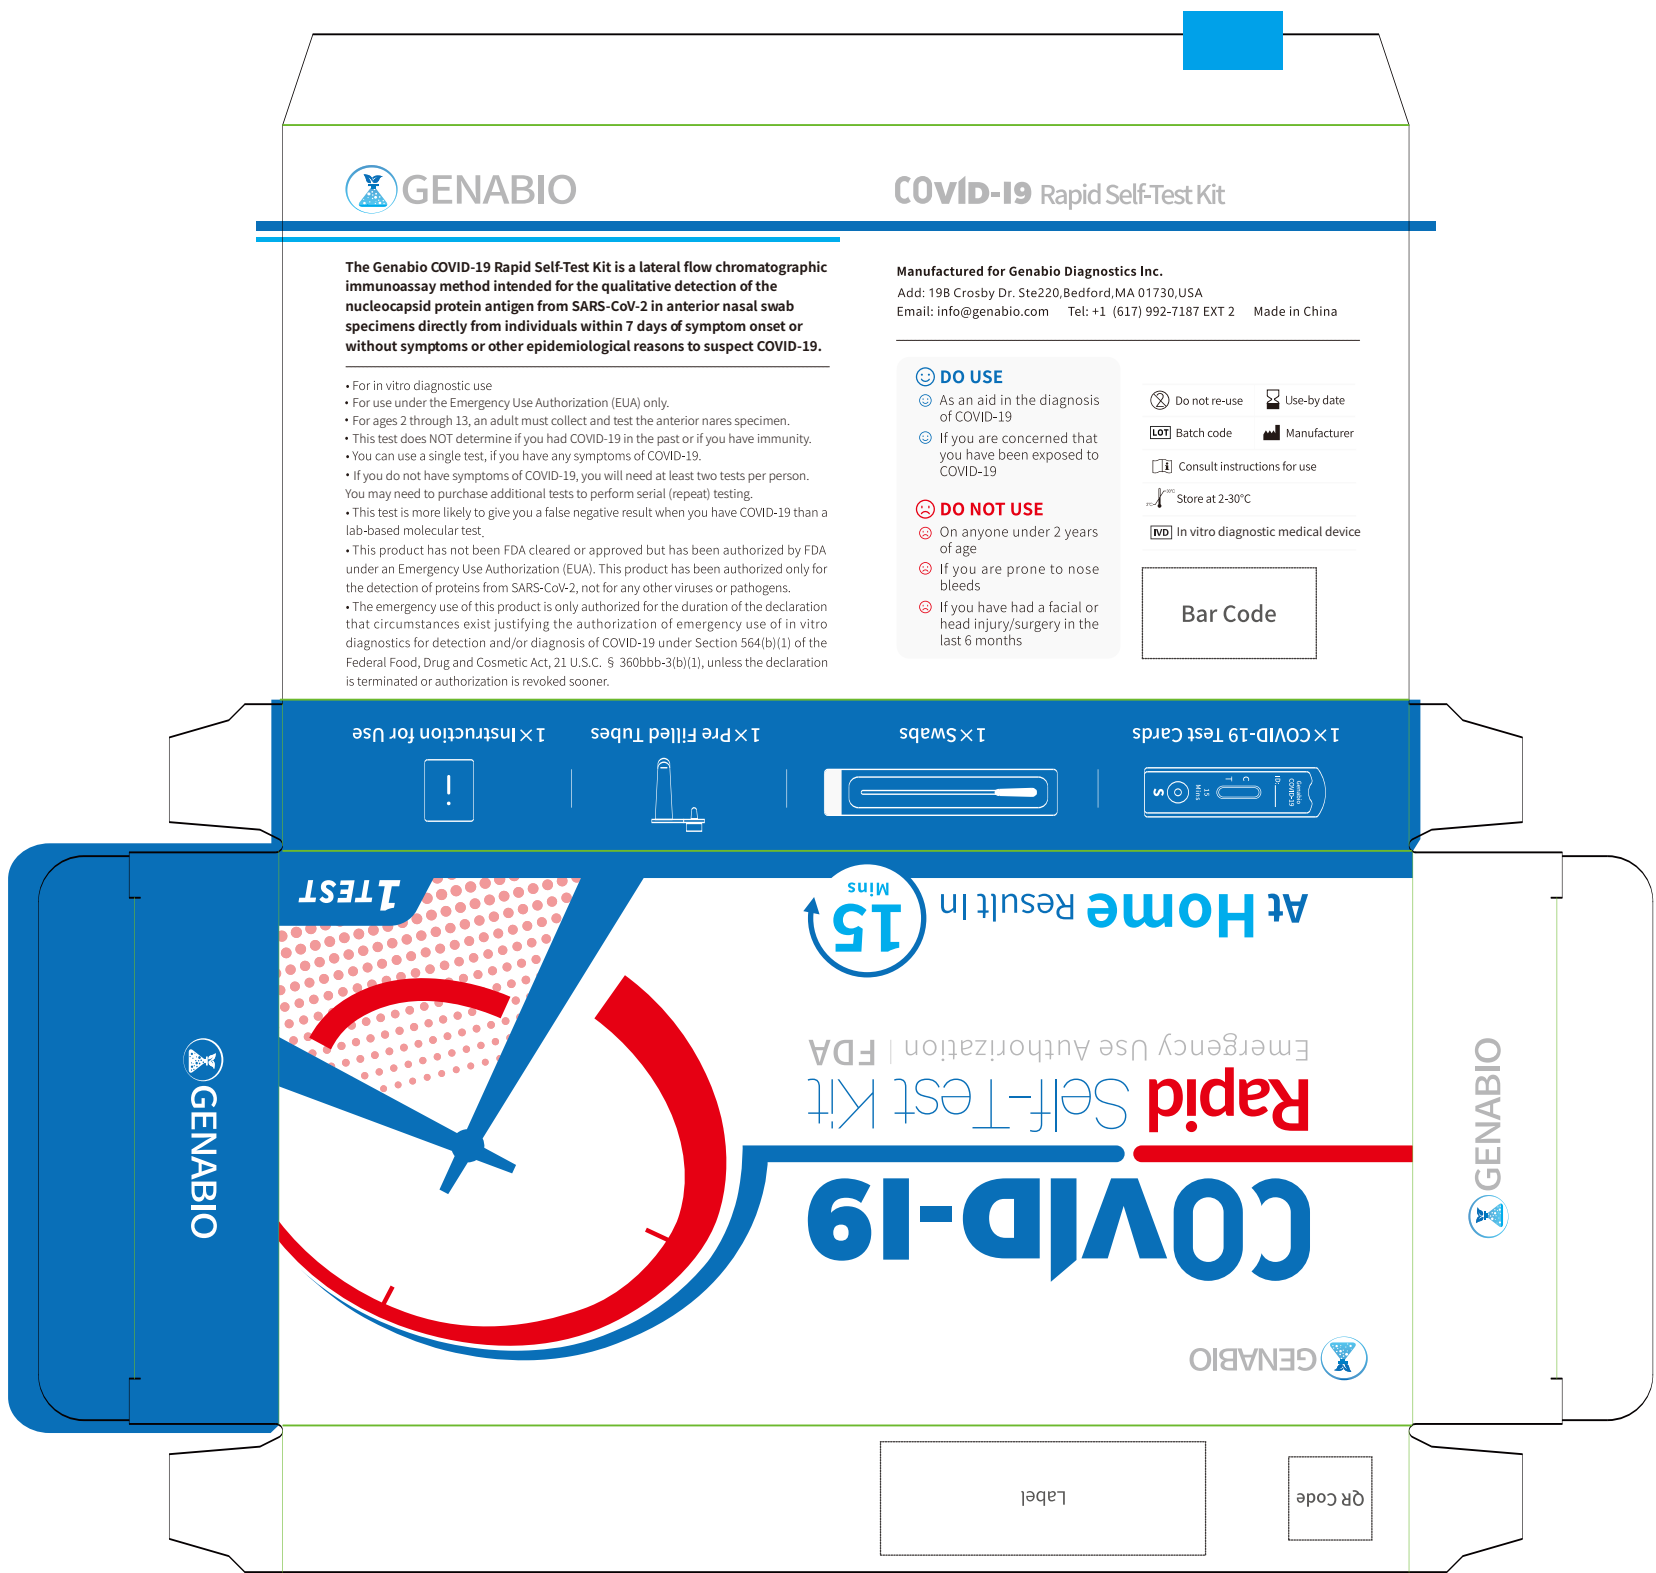 GENABIO
COVID-19 Rapid Self-Test Kit
The Genabio COVID-19 Rapid Self-Test Kit is a lateral flow chromatographic
immunoassay method intended for the qualitative detection of the
nucleocapsid protein antigen from SARS-CoV-2 in anterior nasal swab
specimens directly from individuals within 7 days of symptom onset or
without symptoms or other epidemiological reasons to suspect COVID-19.
• For in vitro diagnostic use
• For use under the Emergency Use Authorization (EUA) only.
• For ages 2 through 13, an adult must collect and test the anterior nares specimen.
• This test does NOT determine if you had COVID-19 in the past or if you have immunity.
• You can use a single test, if you have any symptoms of COVID-19.
• If you do not have symptoms of COVID-19, you will need at least two tests per person.
You may need to purchase additional tests to perform serial (repeat) testing.
• This test is more likely to give you a false negative result when you have COVID-19 than a
lab-based molecular test.
• This product has not been FDA cleared or approved but has been authorized by FDA
under an Emergency Use Authorization (EUA). This product has been authorized only for
the detection of proteins from SARS-CoV-2, not for any other viruses or pathogens.
• The emergency use of this product is only authorized for the duration of the declaration
that circumstances exist justifying the authorization of emergency use of in vitro
diagnostics for detection and/or diagnosis of COVID-19 under Section 564(b)(1) of the
Federal Food, Drug and Cosmetic Act, 21 U.S.C. § 360bbb-3(b)(1), unless the declaration
is terminated or authorization is revoked sooner.
Manufactured for Genabio Diagnostics lnc.
Add: 19B Crosby Dr. Ste220,Bedford,MA 01730,USA
Email: info@genabio.com Tel: +1 (617) 992-7187 EXT 2 Made in China
DO USE
As an aid in the diagnosis
of COVID-19
If you are concerned that
you have been exposed to
COVID-19
DO NOT USE
On anyone under 2 years
of age
If you are prone to nose
bleeds
If you have had a facial or
head injury/surgery in the
last 6 months
2 Do not re-use
Use-by date
LOT Batch code
Manufacturer
i Consult instructions for use
2°C 30°C Store at 2-30°C
IVD In vitro diagnostic medical device
Bar Code
1×COVID-19 Test Cards
1×Swabs
1×Pre Filled Tubes
1×Instruction for Use
Genabio
COVID-19
ID:
C
T
15
Mins
S
!
At Home Result In
15
Mins
1 TEST
Emergency Use Authorization | FDA
Rapid Self-Test Kit
COVID-19
GENABIO
GENABIO
GENABIO
Label
QR Code